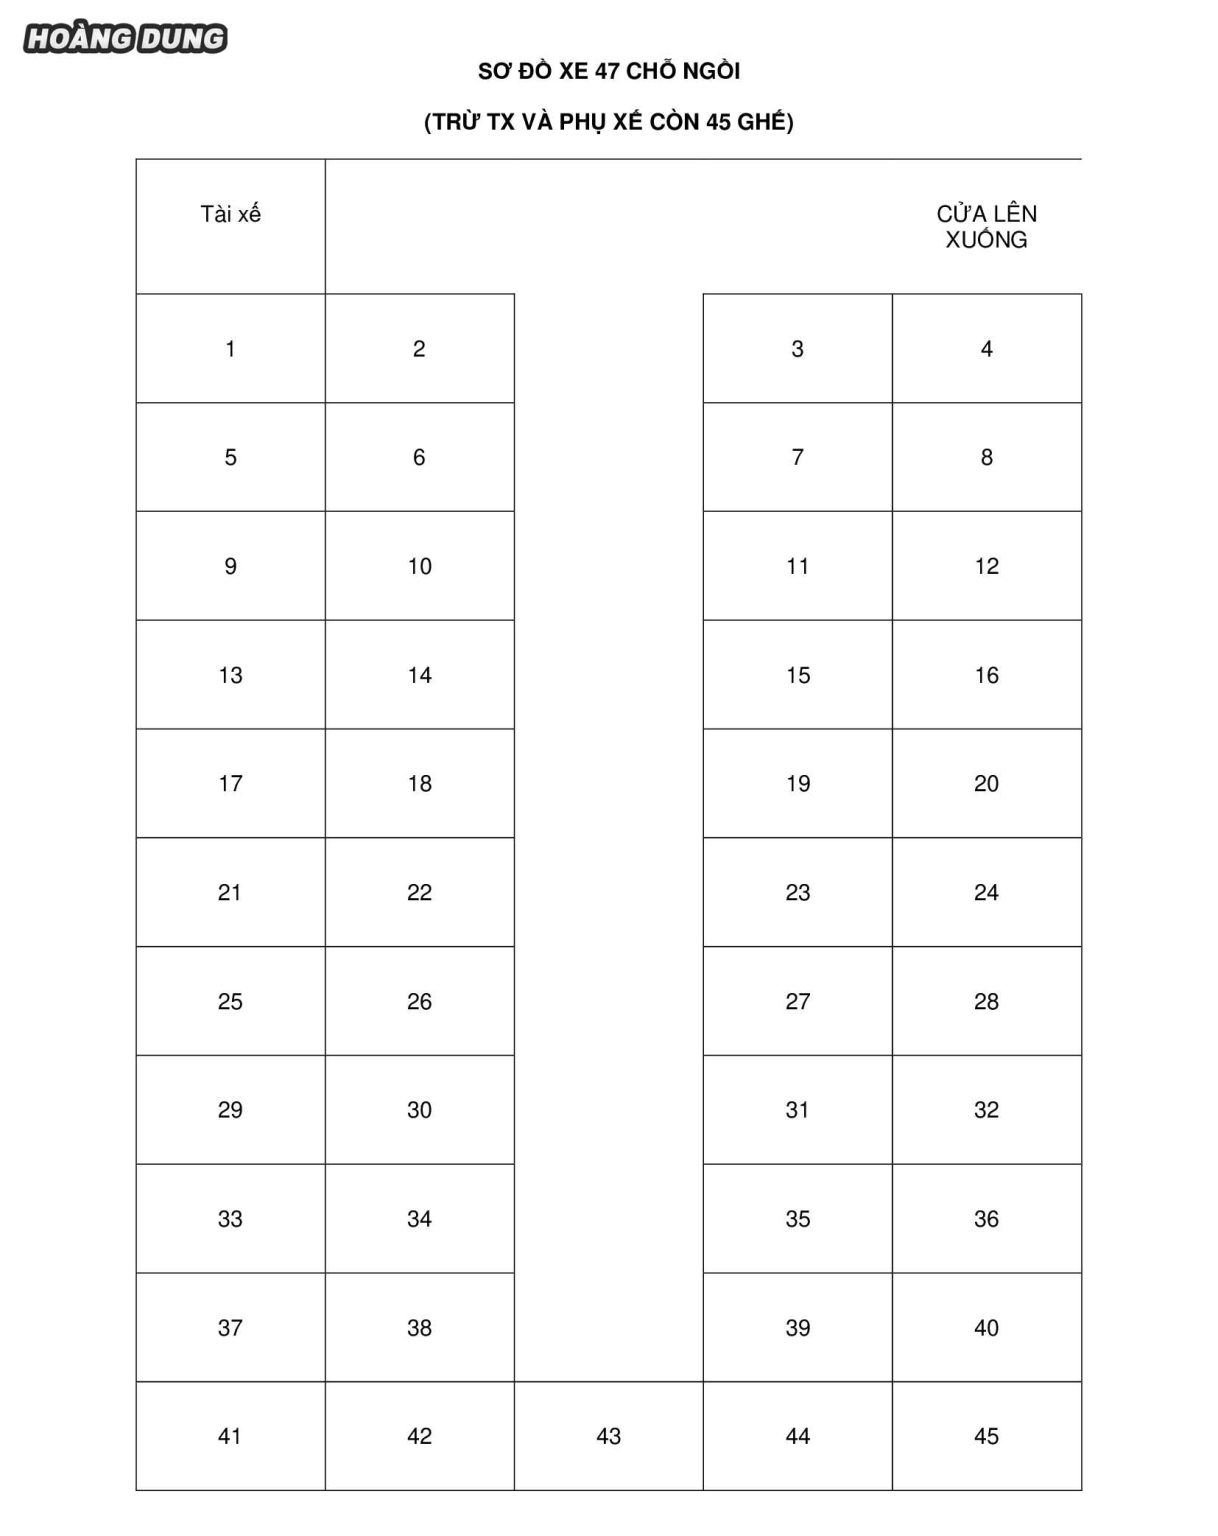 HOÀNG DUNG
SƠ ĐỒ XE 47 CHỖ NGỒI
(TRỪ TX VÀ PHỤ XẾ CÒN 45 GHẾ)
Tài xế
CỬA LÊN
XUỐNG
1 2 3 4
5 6 7 8
9 10 11 12
13 14 15 16
17 18 19 20
21 22 23 24
25 26 27 28
29 30 31 32
33 34 35 36
37 38 39 40
41 42 43 44 45